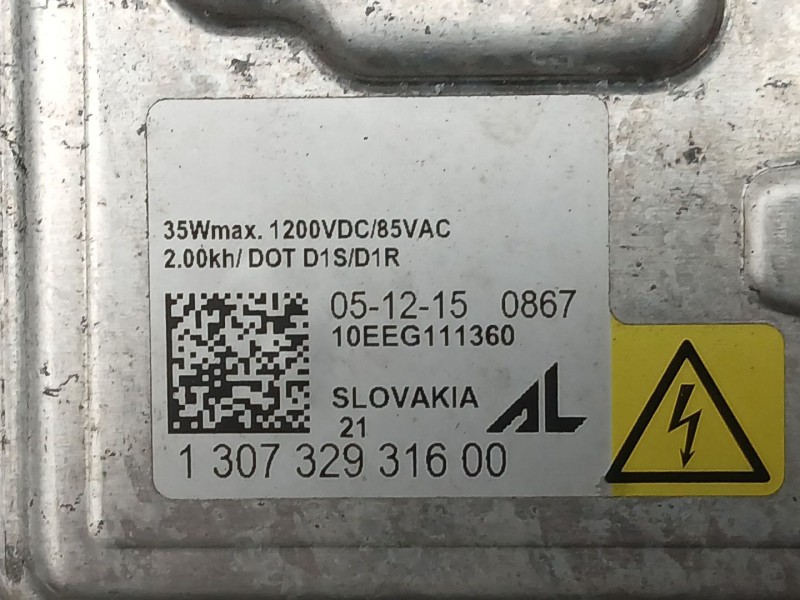 35Wmax. 1200VDC/85VAC
2.00kh/ DOT D1S/D1R
05-12-15 0867
10EEG111360
SLOVAKIA AL
21
1 307 329 316 00